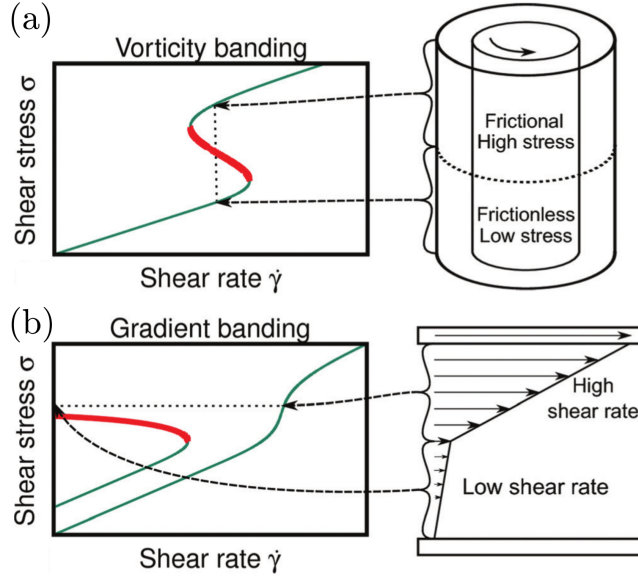 (a)
Vorticity banding
Shear stress σ
Shear rate γ̇
Frictional
High stress
Frictionless
Low stress
(b)
Gradient banding
Shear stress σ
Shear rate γ̇
High
shear rate
Low shear rate